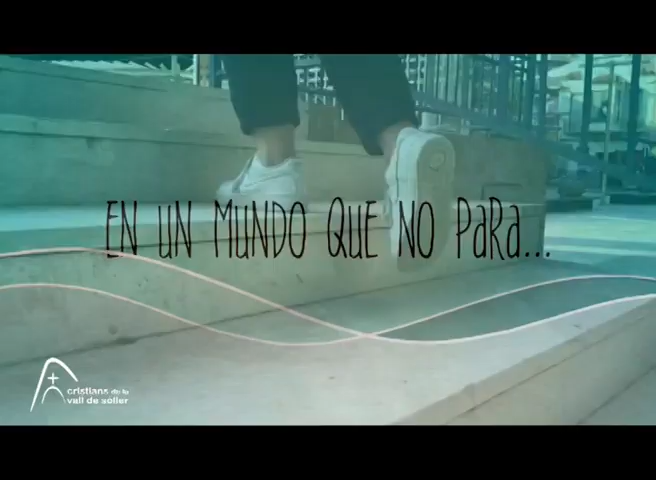 EN UN MUNDO QUE NO PARA...
cristians de la
vall de sóller